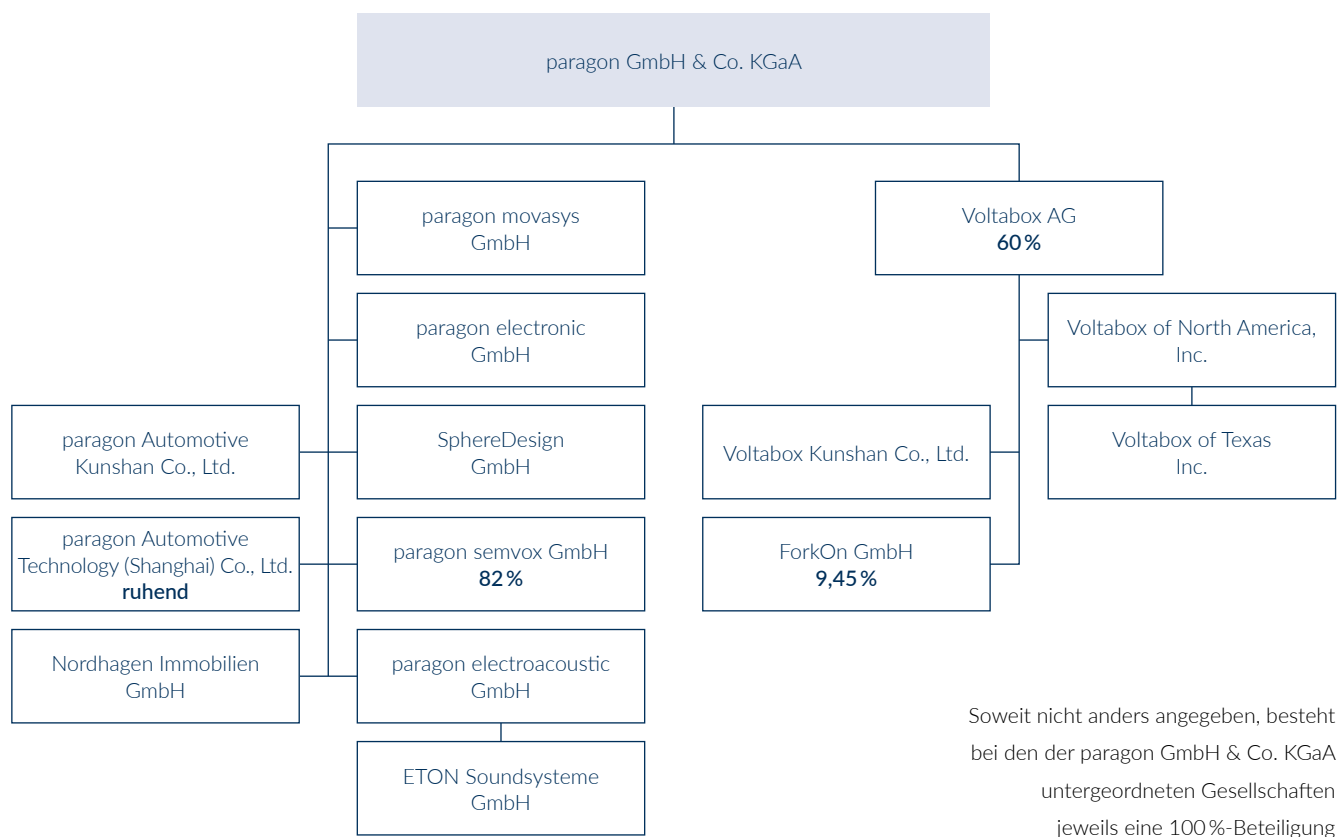 paragon GmbH & Co. KGaA
paragon movasys
GmbH
Voltabox AG
60 %
paragon electronic
GmbH
Voltabox of North America,
Inc.
paragon Automotive
Kunshan Co., Ltd.
SphereDesign
GmbH
Voltabox Kunshan Co., Ltd.
Voltabox of Texas
Inc.
paragon Automotive
Technology (Shanghai) Co., Ltd.
ruhend
paragon semvox GmbH
82 %
ForkOn GmbH
9,45 %
Nordhagen Immobilien
GmbH
paragon electroacoustic
GmbH
ETON Soundsysteme
GmbH
Soweit nicht anders angegeben, besteht
bei den der paragon GmbH & Co. KGaA
untergeordneten Gesellschaften
jeweils eine 100 %-Beteiligung